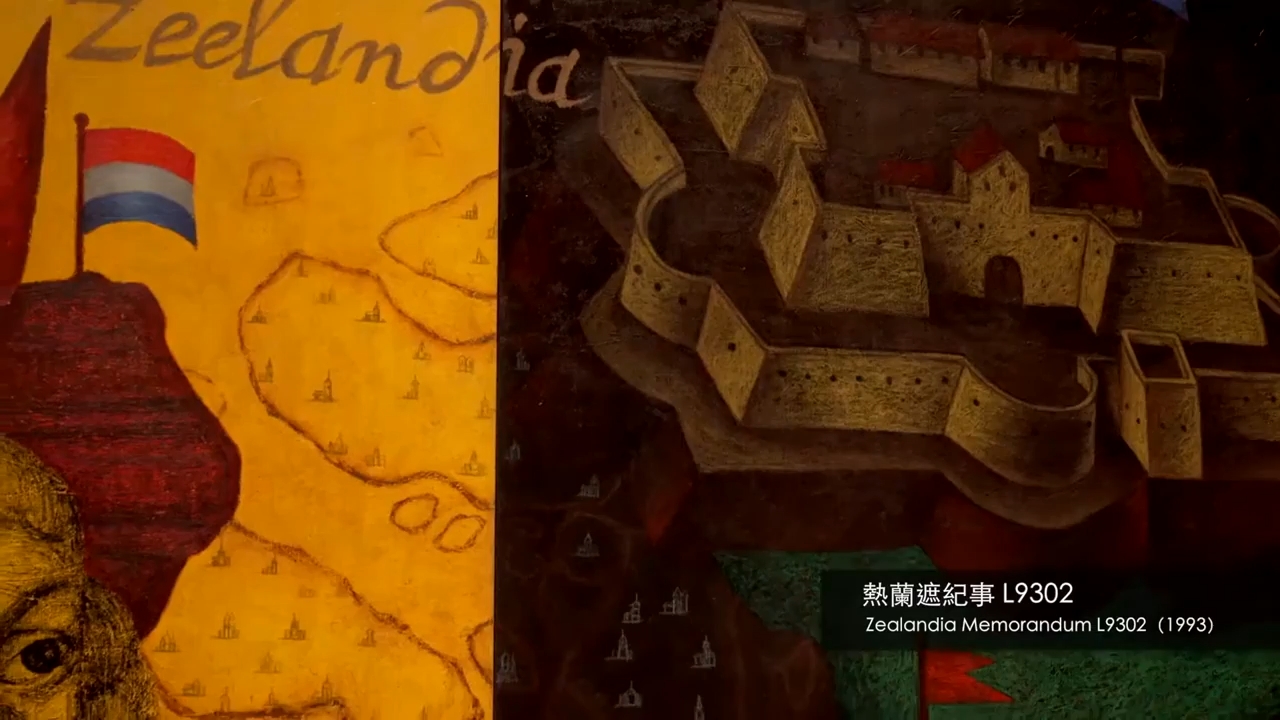 Zeelandia
熱蘭遮紀事 L9302
Zealandia Memorandum L9302 (1993)